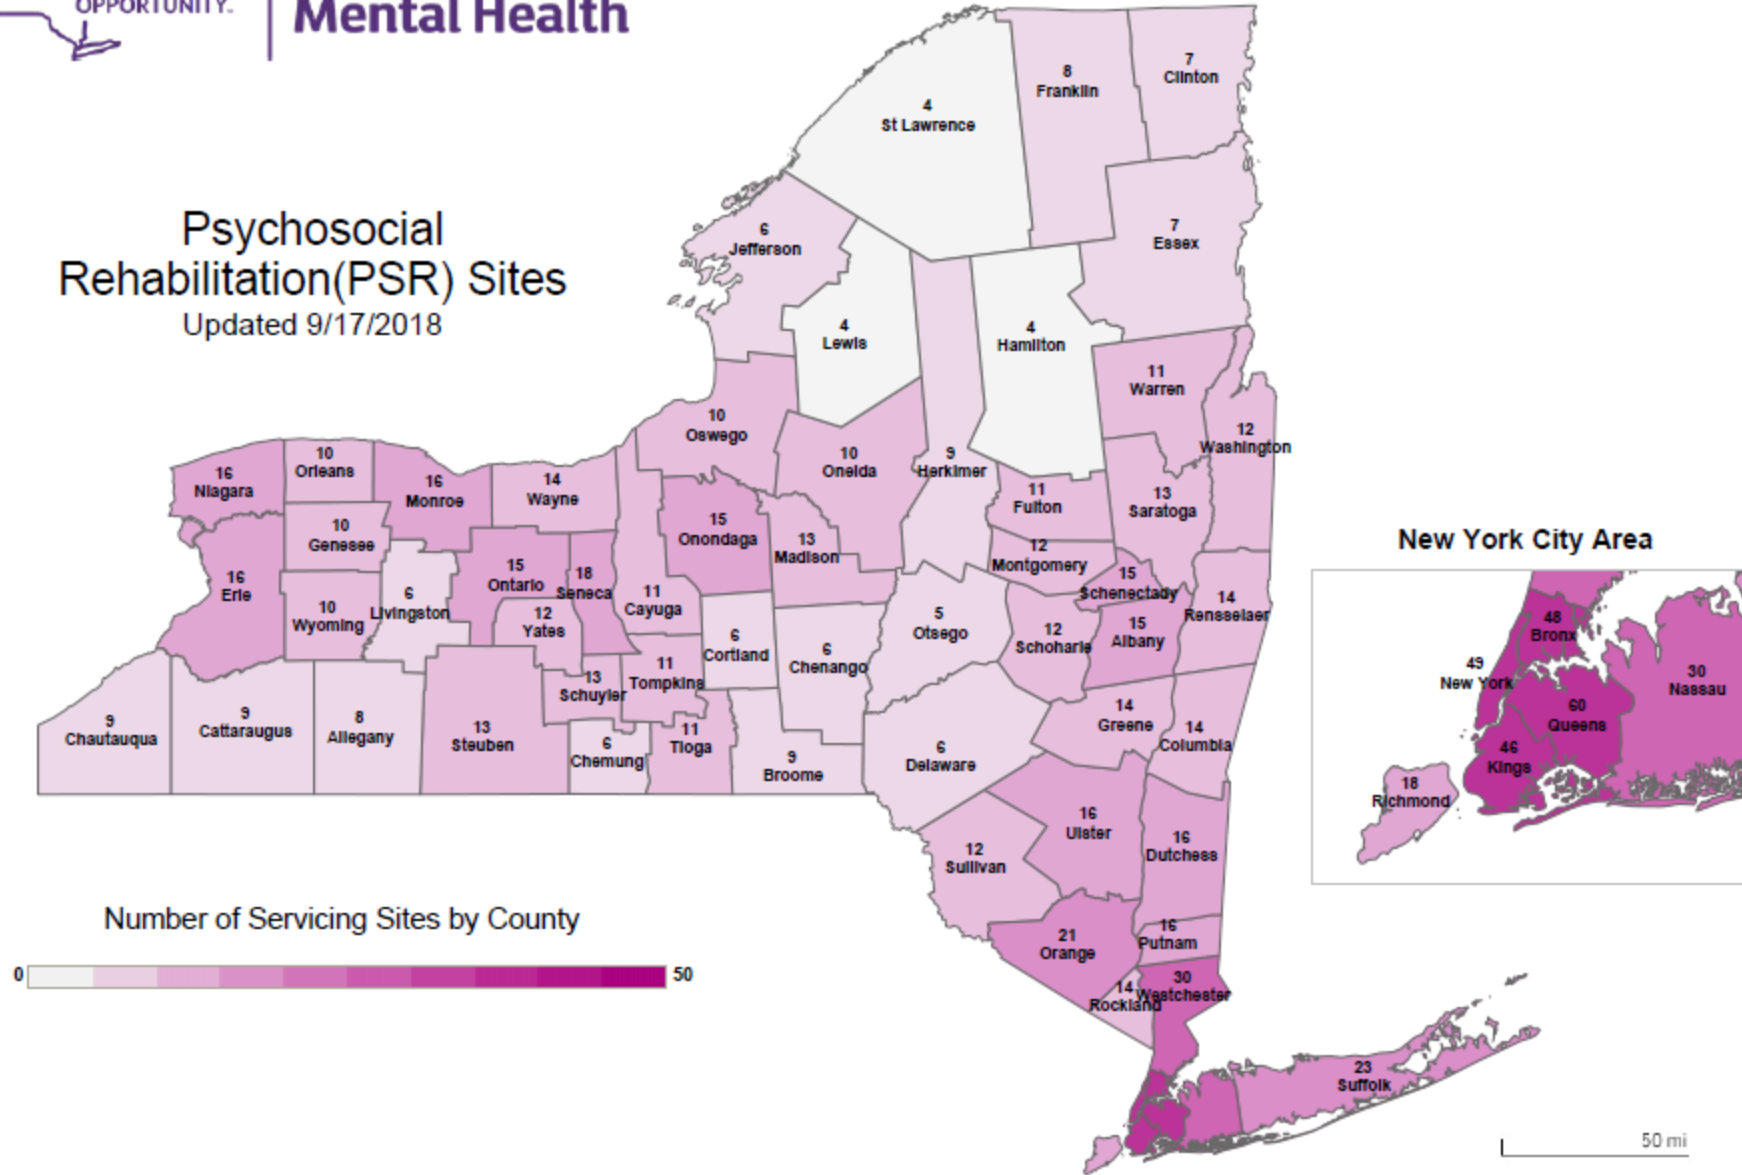 OPPORTUNITY.
Mental Health
Psychosocial
Rehabilitation(PSR) Sites
Updated 9/17/2018
4
St Lawrence
8
Franklin
7
Clinton
6
Jefferson
7
Essex
4
Lewis
4
Hamilton
11
Warren
10
Oswego
10
Oneida
9
Herkimer
12
Washington
16
Niagara
10
Orleans
16
Monroe
14
Wayne
11
Fulton
13
Saratoga
10
Genesee
15
Onondaga
13
Madison
12
Montgomery
16
Erie
10
Wyoming
6
Livingston
15
Ontario
18
Seneca
11
Cayuga
15
Schenectady
14
Rensselaer
12
Yates
6
Cortland
6
Chenango
5
Otsego
12
Schoharie
15
Albany
9
Chautauqua
9
Cattaraugus
8
Allegany
13
Steuben
13
Schuyler
11
Tompkins
6
Chemung
11
Tioga
9
Broome
6
Delaware
14
Greene
14
Columbia
12
Sullivan
16
Ulster
16
Dutchess
21
Orange
16
Putnam
14
Rockland
30
Westchester
23
Suffolk
New York City Area
48
Bronx
49
New York
60
Queens
30
Nassau
46
Kings
18
Richmond
Number of Servicing Sites by County
0 50
50 mi